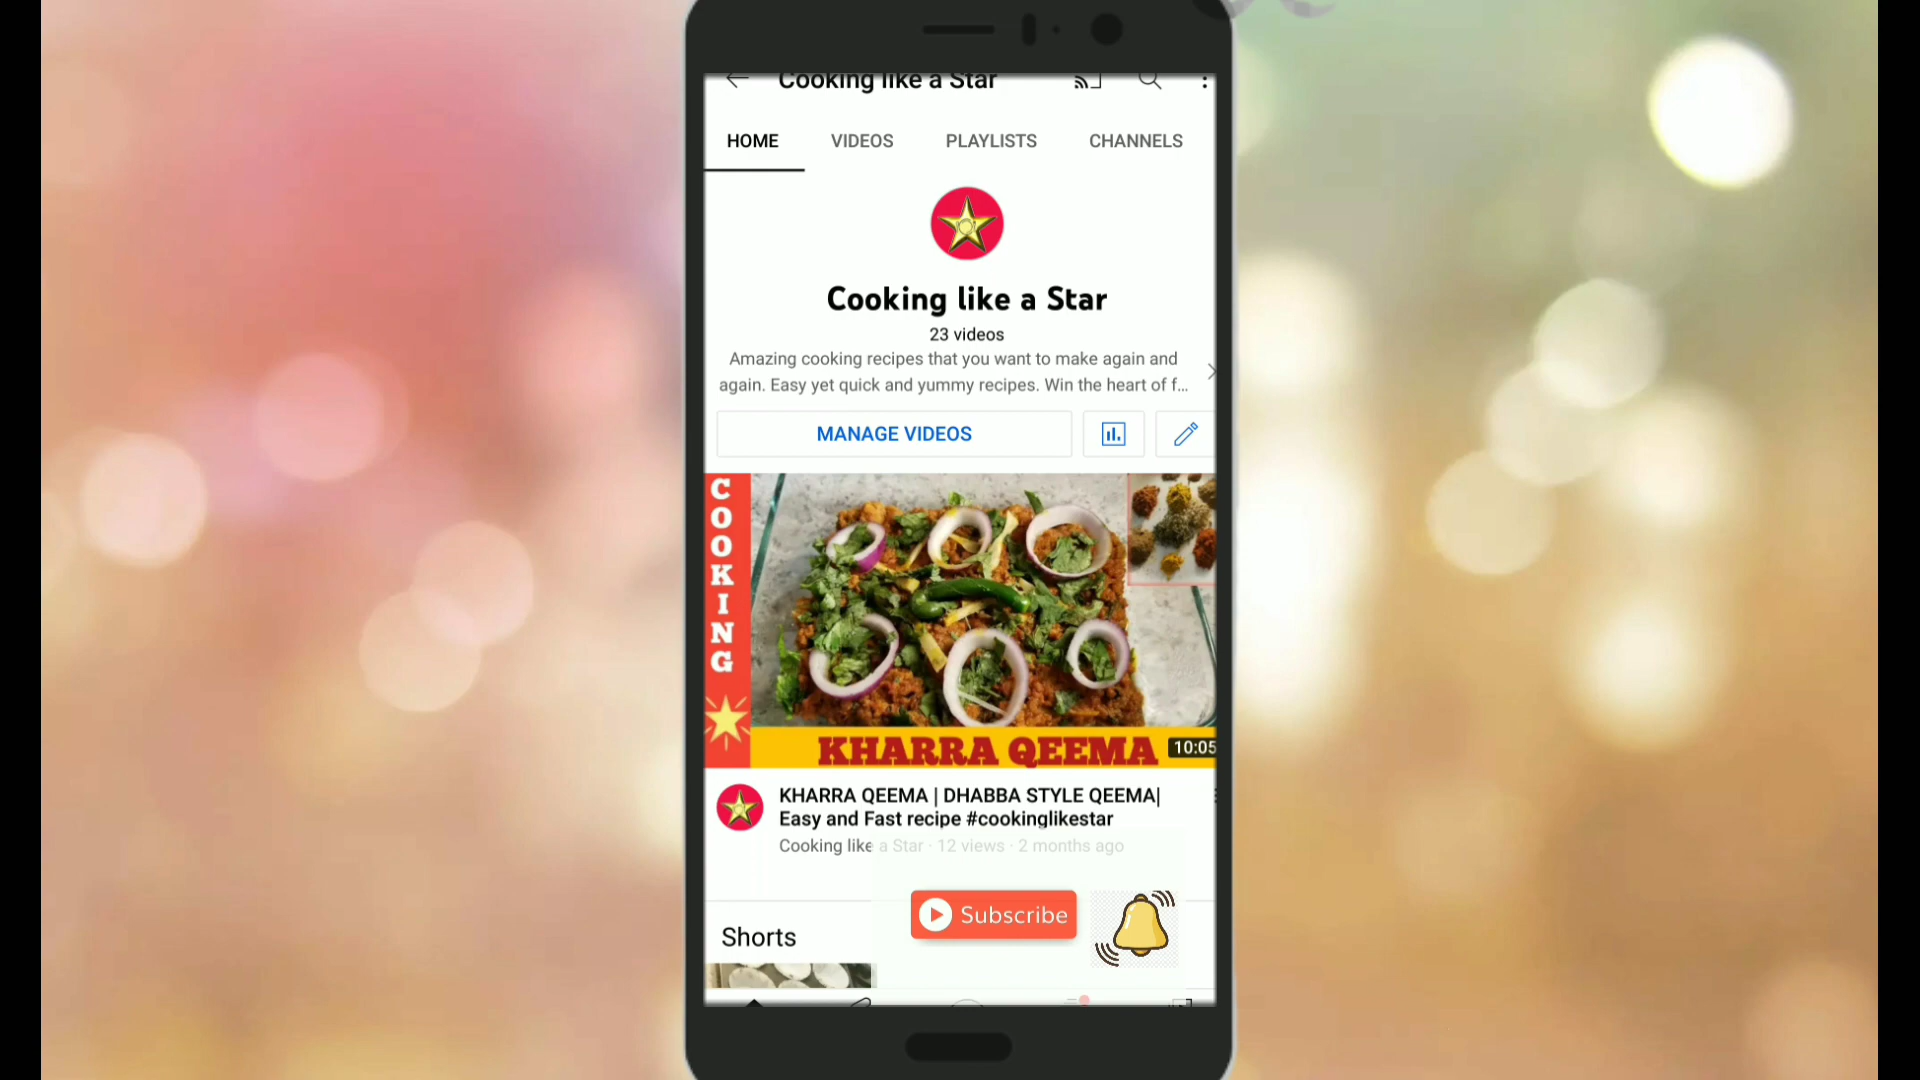 Cooking like a Star
HOME VIDEOS PLAYLISTS CHANNELS
Cooking like a Star
23 videos
Amazing cooking recipes that you want to make again and
again. Easy yet quick and yummy recipes. Win the heart of f...
MANAGE VIDEOS
COOKING
KHARRA QEEMA
10:05
KHARRA QEEMA | DHABBA STYLE QEEMA|
Easy and Fast recipe #cookinglikestar
Cooking like a Star · 12 views · 2 months ago
Subscribe
Shorts